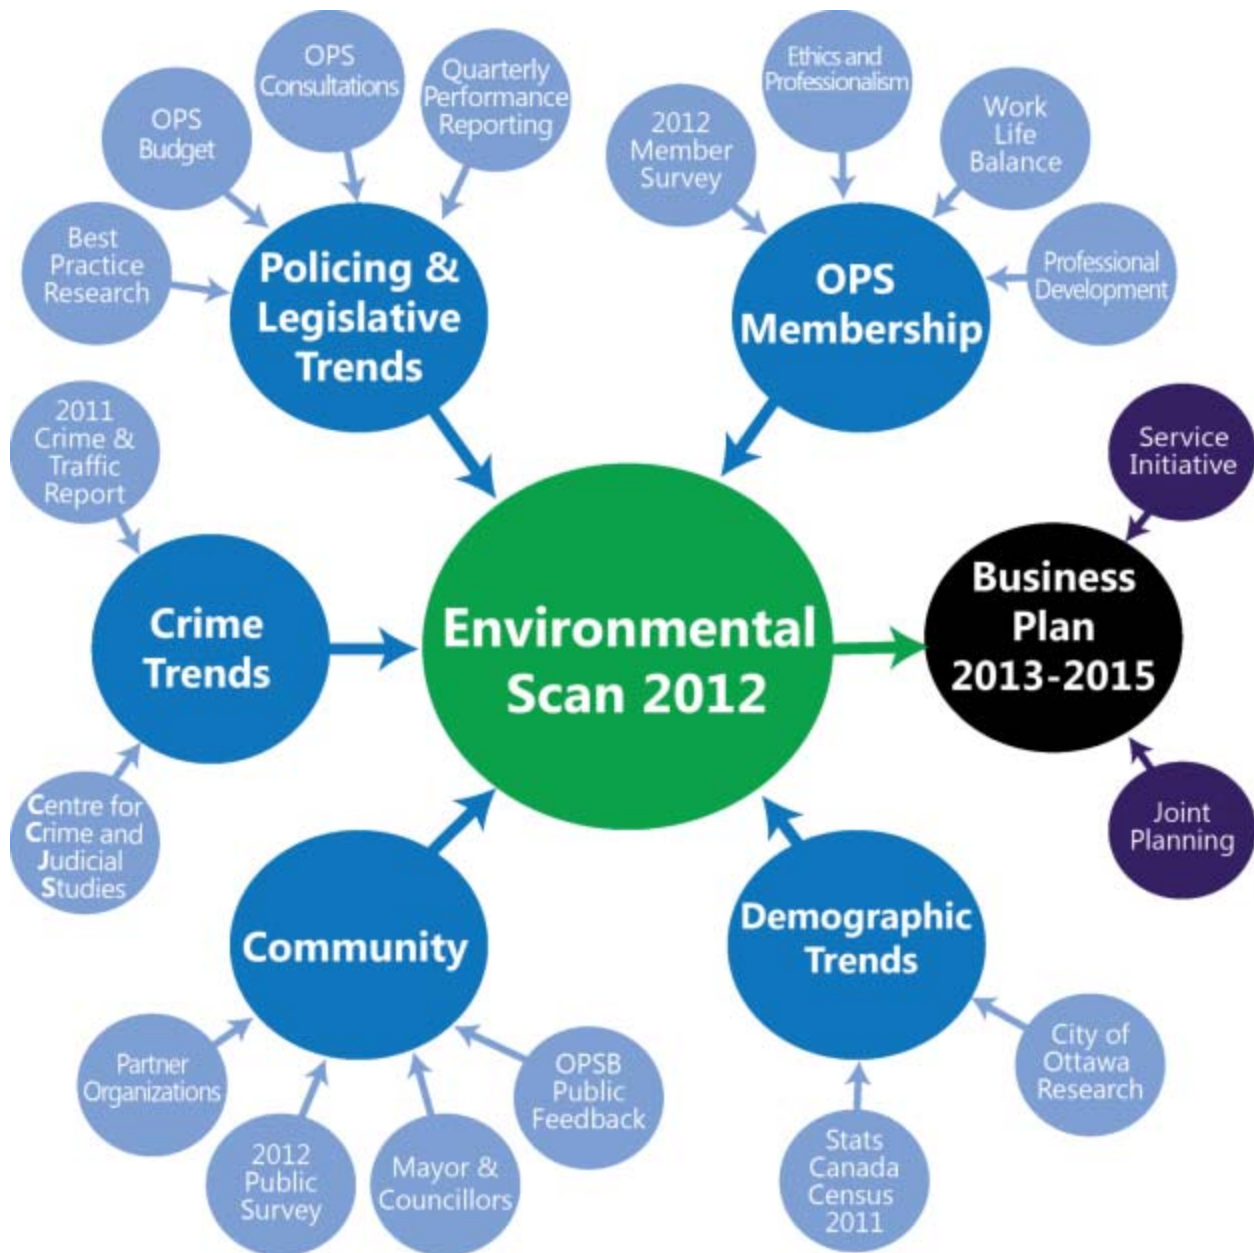 OPS
Consultations
Quarterly
Performance
Reporting
OPS
Budget
Best
Practice
Research
Policing &
Legislative
Trends
Ethics and
Professionalism
2012
Member
Survey
Work
Life
Balance
Professional
Development
OPS
Membership
2011
Crime &
Traffic
Report
Crime
Trends
Centre for
Crime and
Judicial
Studies
Environmental
Scan 2012
Service
Initiative
Business
Plan
2013-2015
Joint
Planning
Community
Partner
Organizations
2012
Public
Survey
Mayor &
Councillors
OPSB
Public
Feedback
Demographic
Trends
City of
Ottawa
Research
Stats
Canada
Census
2011